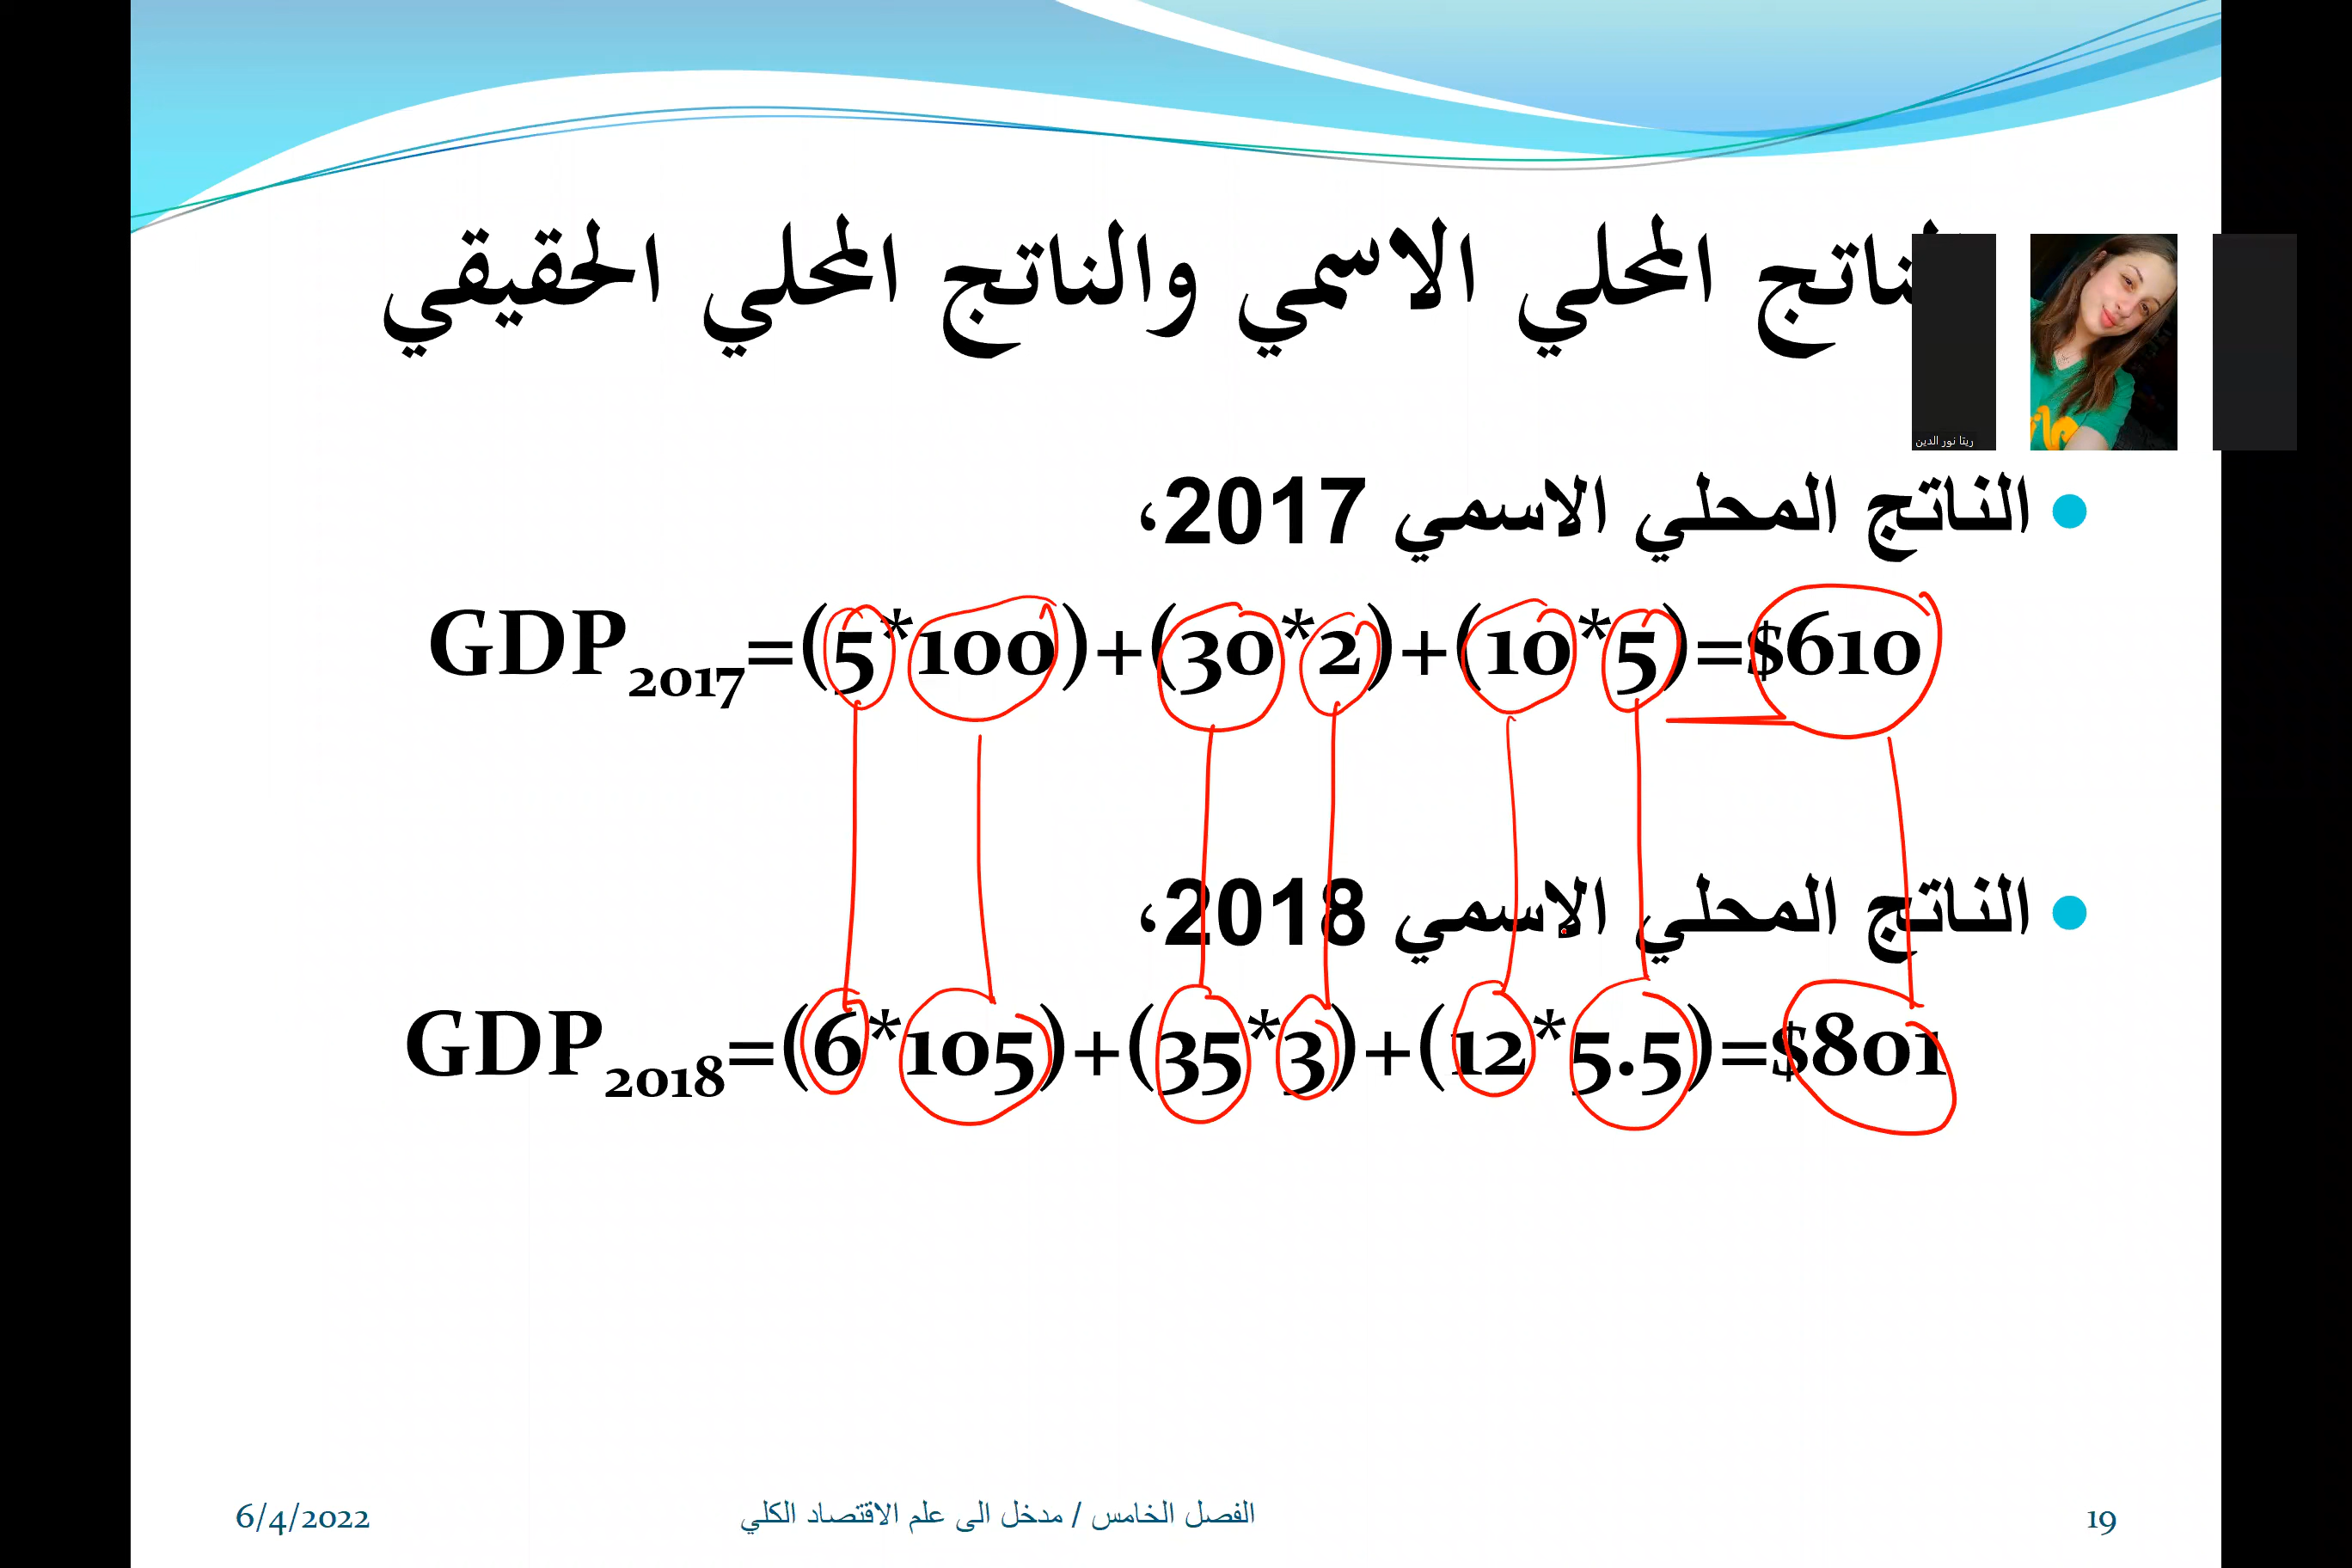 الناتج المحلي الاسمي والناتج المحلي الحقيقي
ريتا نور الدين
• الناتج المحلي الاسمي 2017،
GDP2017=(5*100)+(30*2)+(10*5)=$610
• الناتج المحلي الاسمي 2018،
GDP2018=(6*105)+(35*3)+(12*5.5)=$801
6/4/2022
الفصل الخامس / مدخل الى علم الاقتصاد الكلي
19